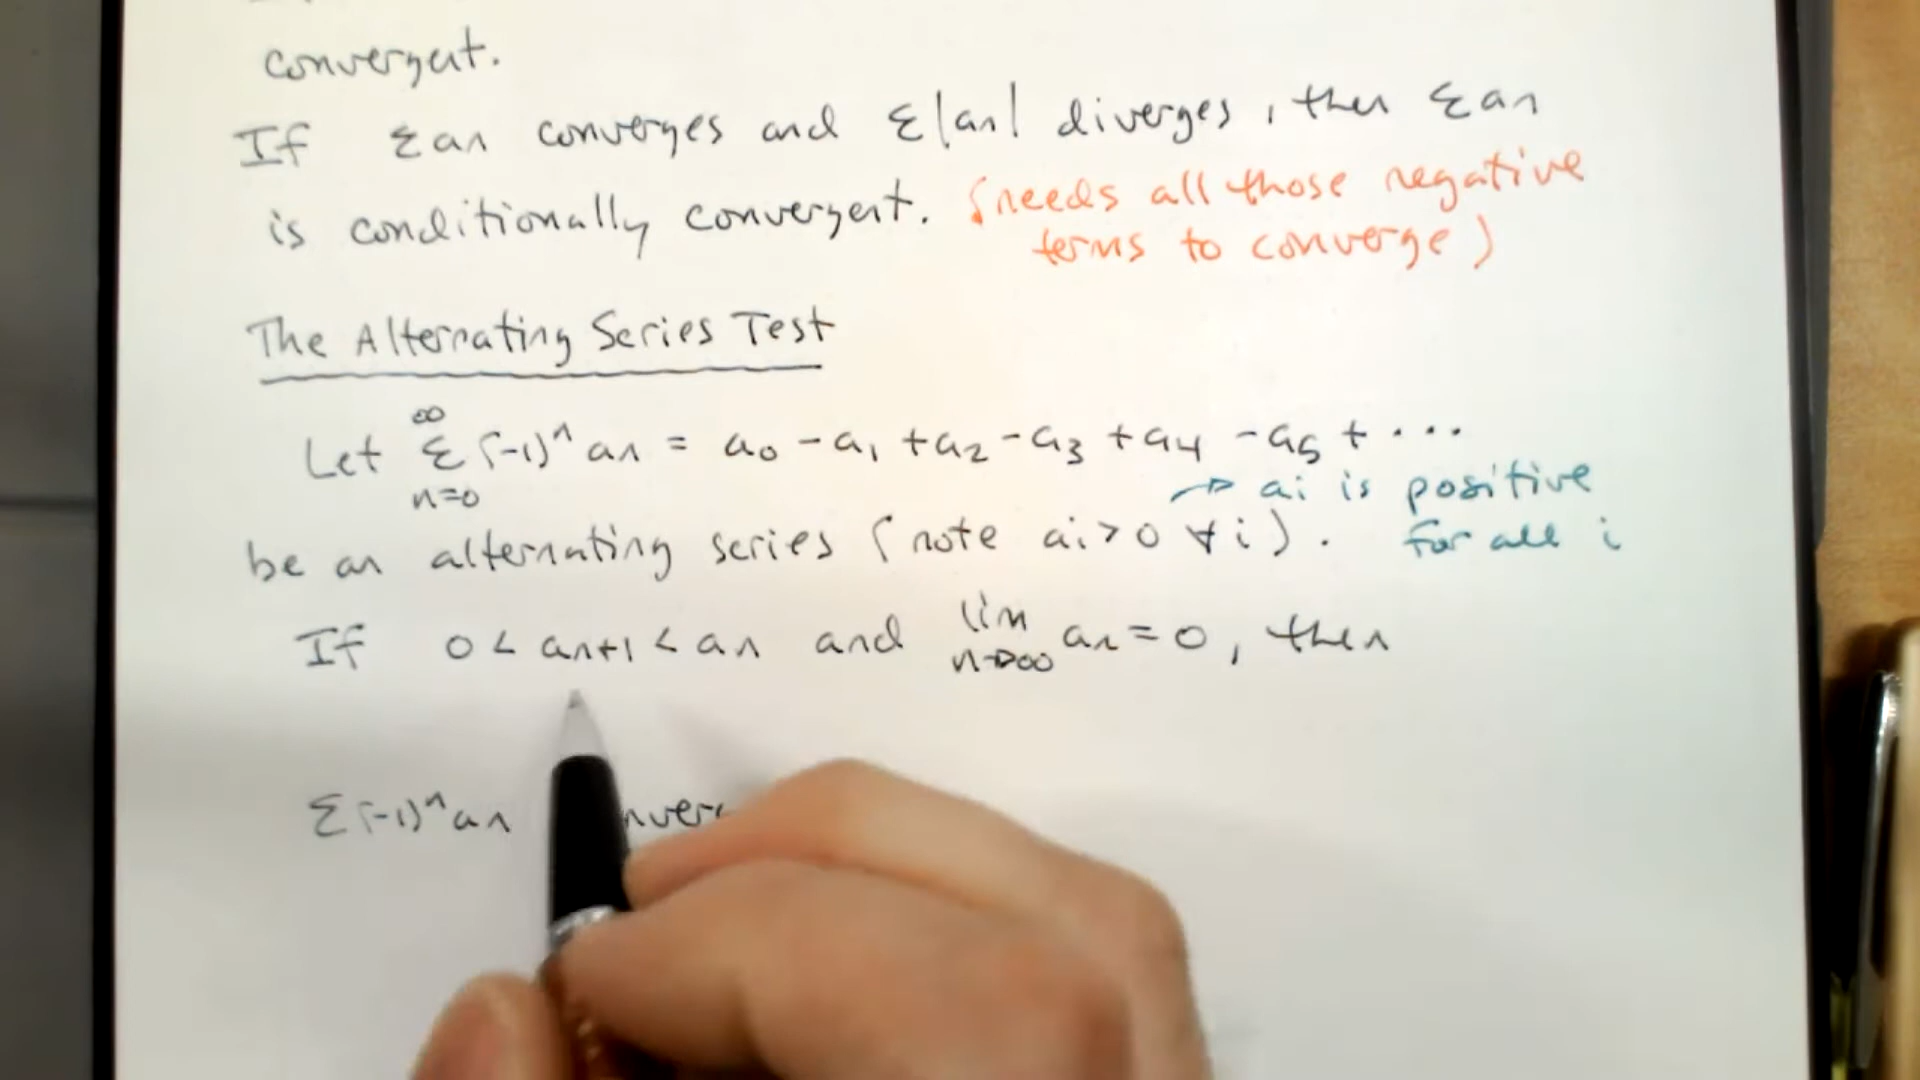 convergent.
If Σan converges and Σ|an| diverges, then Σan
is conditionally convergent. (needs all those negative
terms to converge)
The Alternating Series Test
Let ∞Σn=0 (-1)^n an = a0 - a1 + a2 - a3 + a4 - a5 + ...
→ ai is positive
for all i
be an alternating series (note ai > 0 ∀i).
If 0 < an+1 < an and lim n→∞ an = 0, then
Σ(-1)^n an